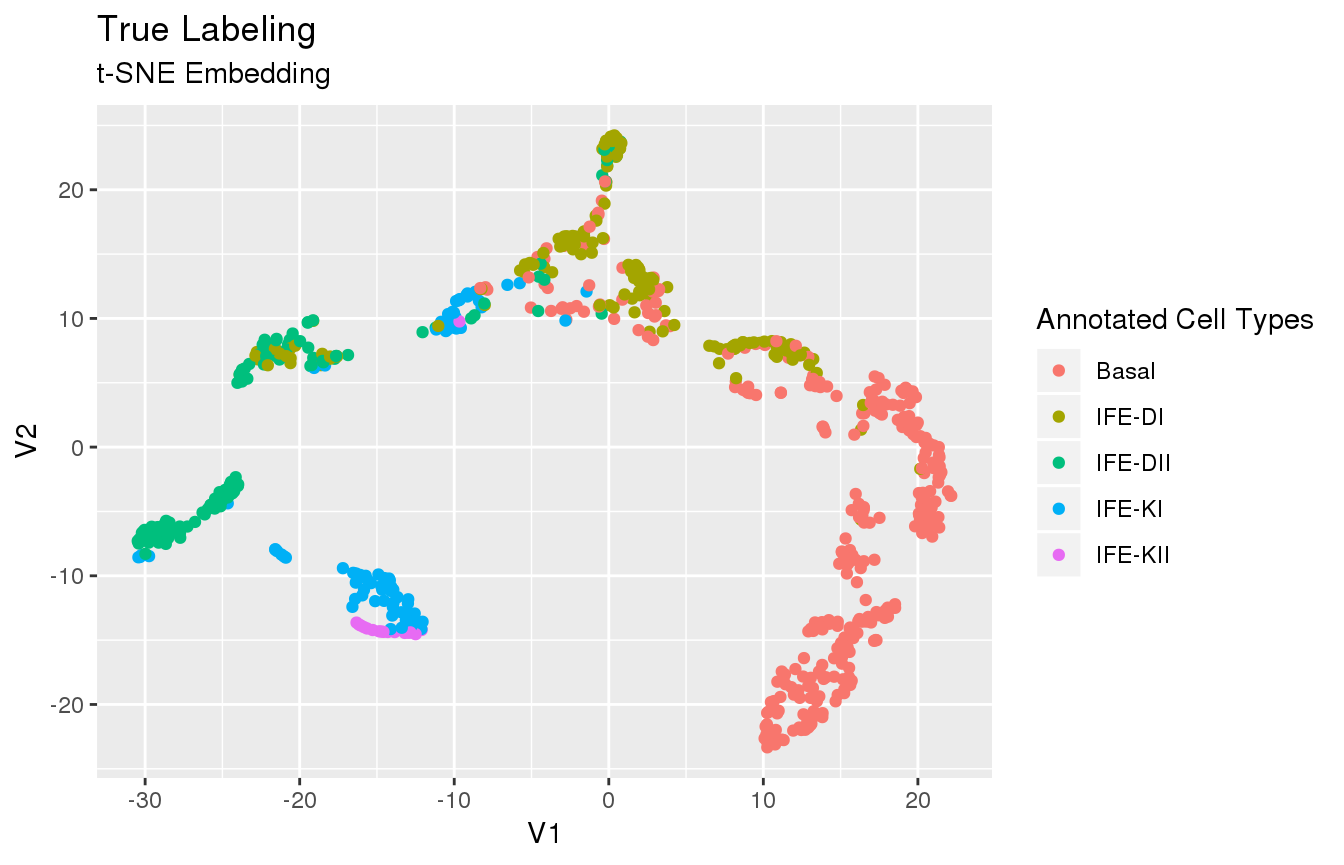 True Labeling
t-SNE Embedding
20
10
0
-10
-20
V2
-30
-20
-10
0
10
20
V1
Annotated Cell Types
Basal
IFE-DI
IFE-DII
IFE-KI
IFE-KII